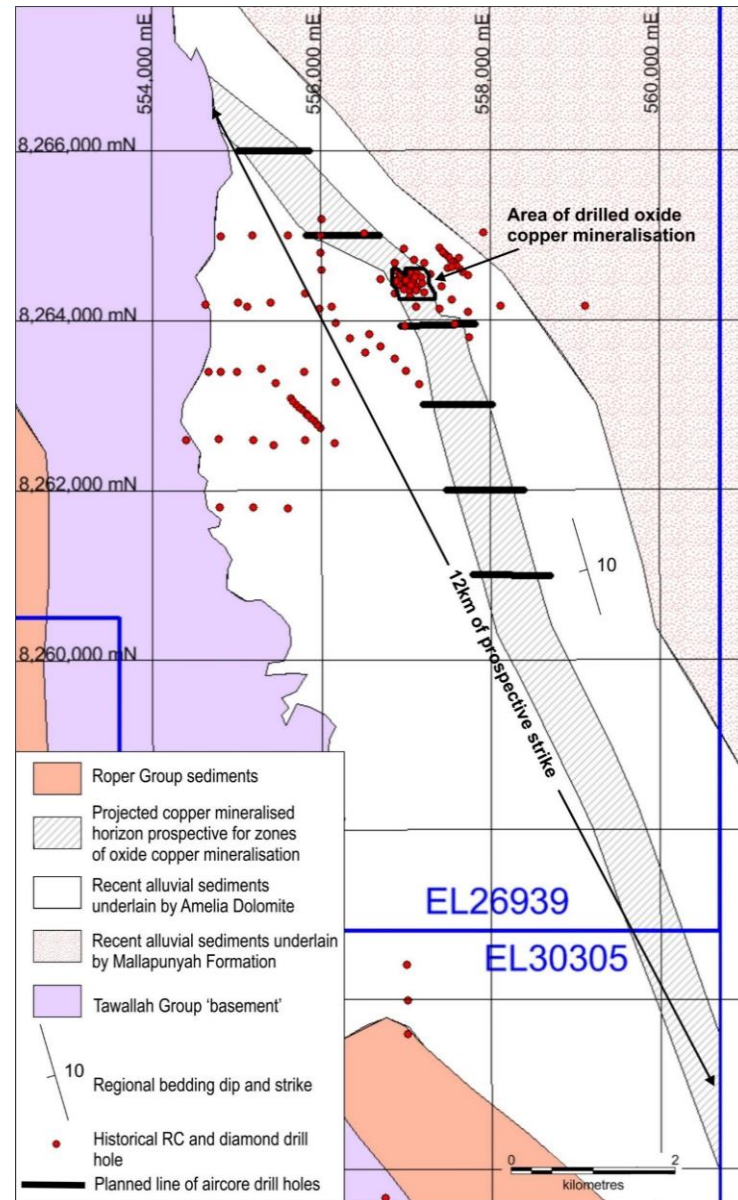 554,000 mE
556,000 mE
558,000 mE
560,000 mE
8,266,000 mN
Area of drilled oxide
copper mineralisation
8,264,000 mN
8,262,000 mN
10
12km of prospective strike
8,260,000 mN
Roper Group sediments
Projected copper mineralised
horizon prospective for zones
of oxide copper mineralisation
Recent alluvial sediments
underlain by Amelia Dolomite
Recent alluvial sediments underlain
by Mallapunyah Formation
Tawallah Group ‘basement’
10
Regional bedding dip and strike
Historical RC and diamond drill
hole
Planned line of aircore drill holes
EL26939
EL30305
0 2
kilometres